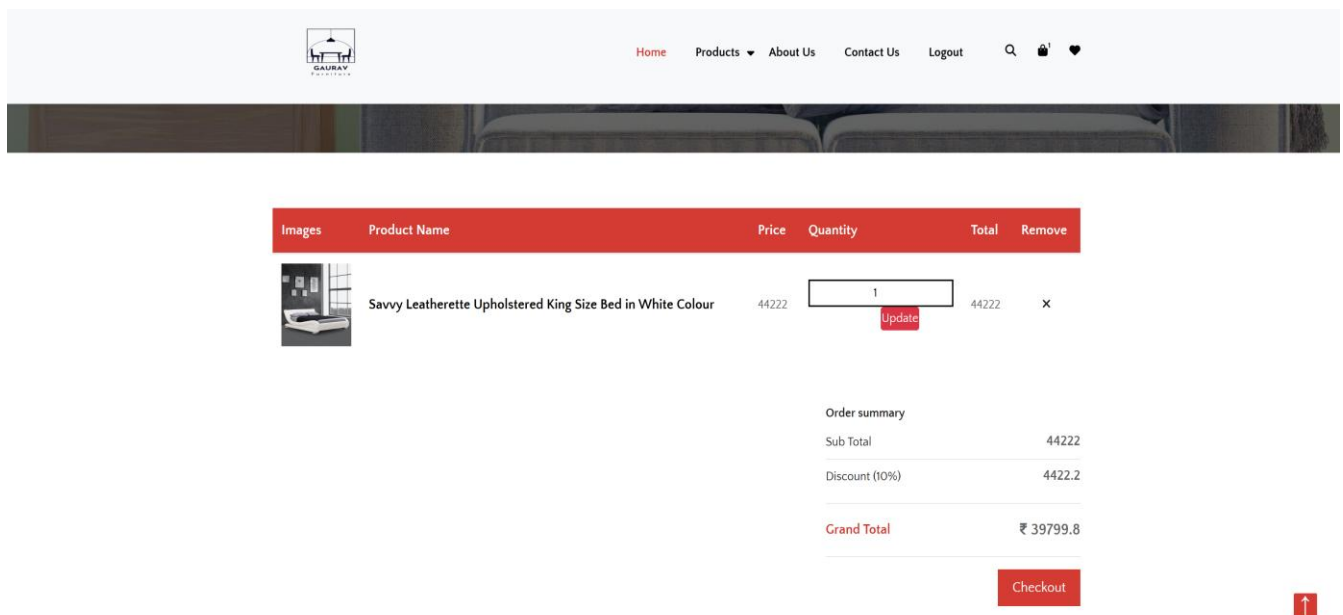 GAURAV
Furniture
Home Products About Us Contact Us Logout 1
Images Product Name Price Quantity Total Remove
Savvy Leatherette Upholstered King Size Bed in White Colour 44222 1 44222 ×
Update
Order summary
Sub Total 44222
Discount (10%) 4422.2
Grand Total ₹ 39799.8
Checkout